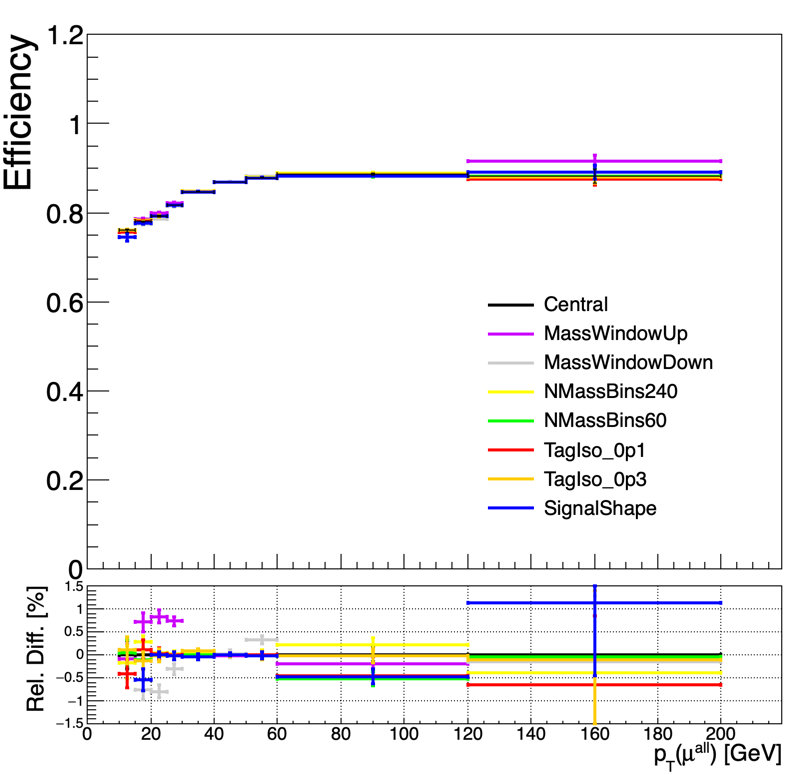 Efficiency
1.2
1
0.8
0.6
0.4
0.2
0
Central
MassWindowUp
MassWindowDown
NMassBins240
NMassBins60
TagIso_0p1
TagIso_0p3
SignalShape
Rel. Diff. [%]
1.5
1
0.5
0
−0.5
−1
−1.5
0 20 40 60 80 100 120 140 160 180 200
p_T(μ^all) [GeV]